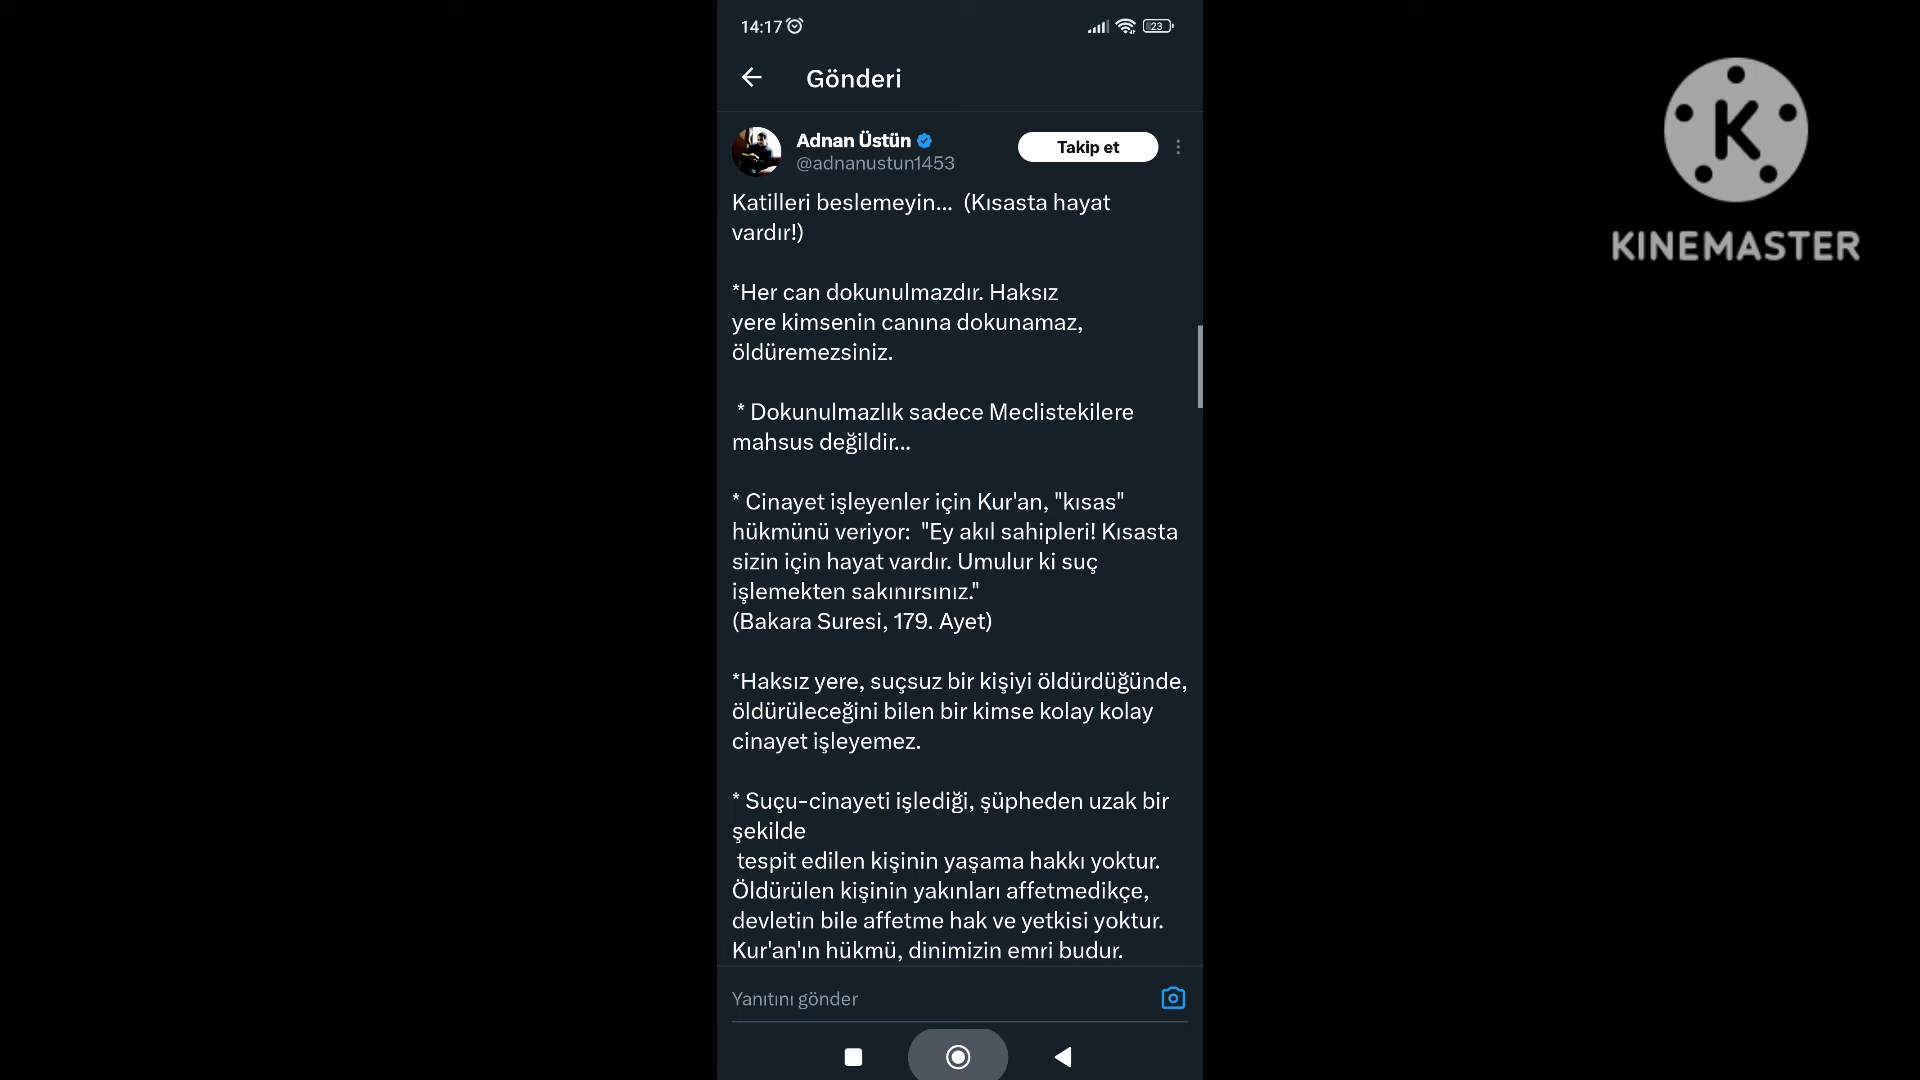 14:17
23
Gönderi
Adnan Üstün
@adnanustun1453
Takip et
Katilleri beslemeyin... (Kısasta hayat
vardır!)
*Her can dokunulmazdır. Haksız
yere kimsenin canına dokunamaz,
öldüremezsiniz.
* Dokunulmazlık sadece Meclistekilere
mahsus değildir...
* Cinayet işleyenler için Kur'an, "kısas"
hükmünü veriyor: "Ey akıl sahipleri! Kısasta
sizin için hayat vardır. Umulur ki suç
işlemekten sakınırsınız."
(Bakara Suresi, 179. Ayet)
*Haksız yere, suçsuz bir kişiyi öldürdüğünde,
öldürüleceğini bilen bir kimse kolay kolay
cinayet işleyemez.
* Suçu-cinayeti işlediği, şüpheden uzak bir
şekilde
tespit edilen kişinin yaşama hakkı yoktur.
Öldürülen kişinin yakınları affetmedikçe,
devletin bile affetme hak ve yetkisi yoktur.
Kur'an'ın hükmü, dinimizin emri budur.
Yanıtını gönder
K
KINEMASTER